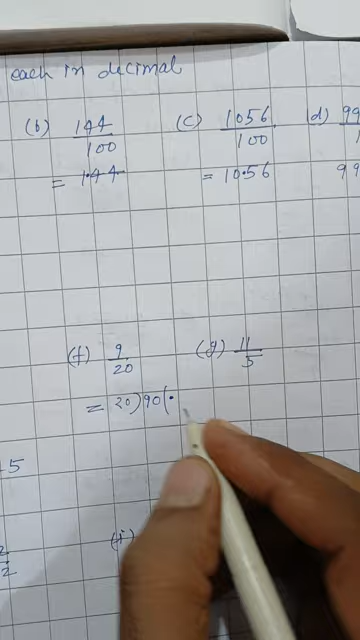 each in decimal
(b) 144/100 (c) 1056/100 (d) 99
= 1.44 = 10.56 99
(f) 9/20 (g) 11/5
= 20)90(.
5
2
(i)